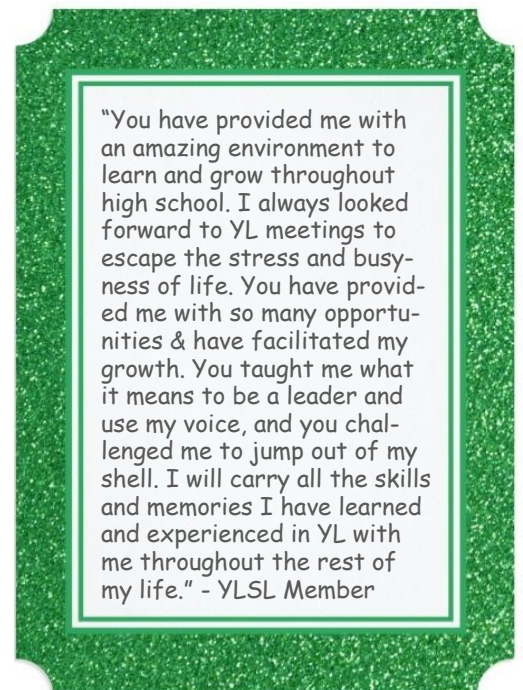 “You have provided me with
an amazing environment to
learn and grow throughout
high school. I always looked
forward to YL meetings to
escape the stress and busy-
ness of life. You have provid-
ed me with so many opportu-
nities & have facilitated my
growth. You taught me what
it means to be a leader and
use my voice, and you chal-
lenged me to jump out of my
shell. I will carry all the skills
and memories I have learned
and experienced in YL with
me throughout the rest of
my life.” - YLSL Member